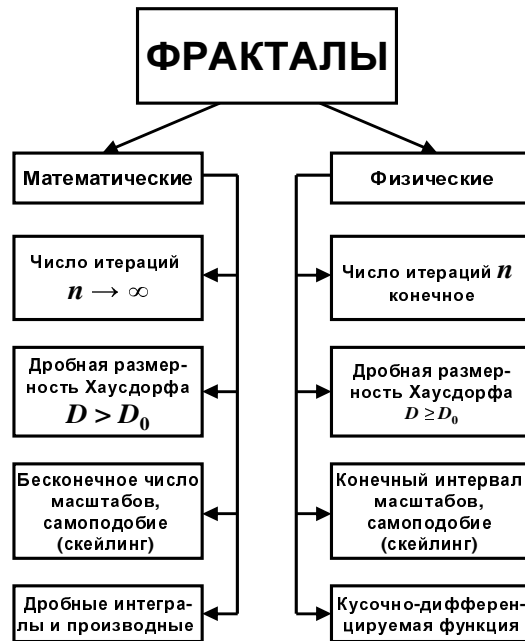 ФРАКТАЛЫ
Математические
Число итераций
n → ∞
Дробная размер-
ность Хаусдорфа
D > D₀
Бесконечное число
масштабов,
самоподобие
(скейлинг)
Дробные интегра-
лы и производные
Физические
Число итераций n
конечное
Дробная размер-
ность Хаусдорфа
D ≥ D₀
Конечный интервал
масштабов,
самоподобие
(скейлинг)
Кусочно-дифферен-
цируемая функция